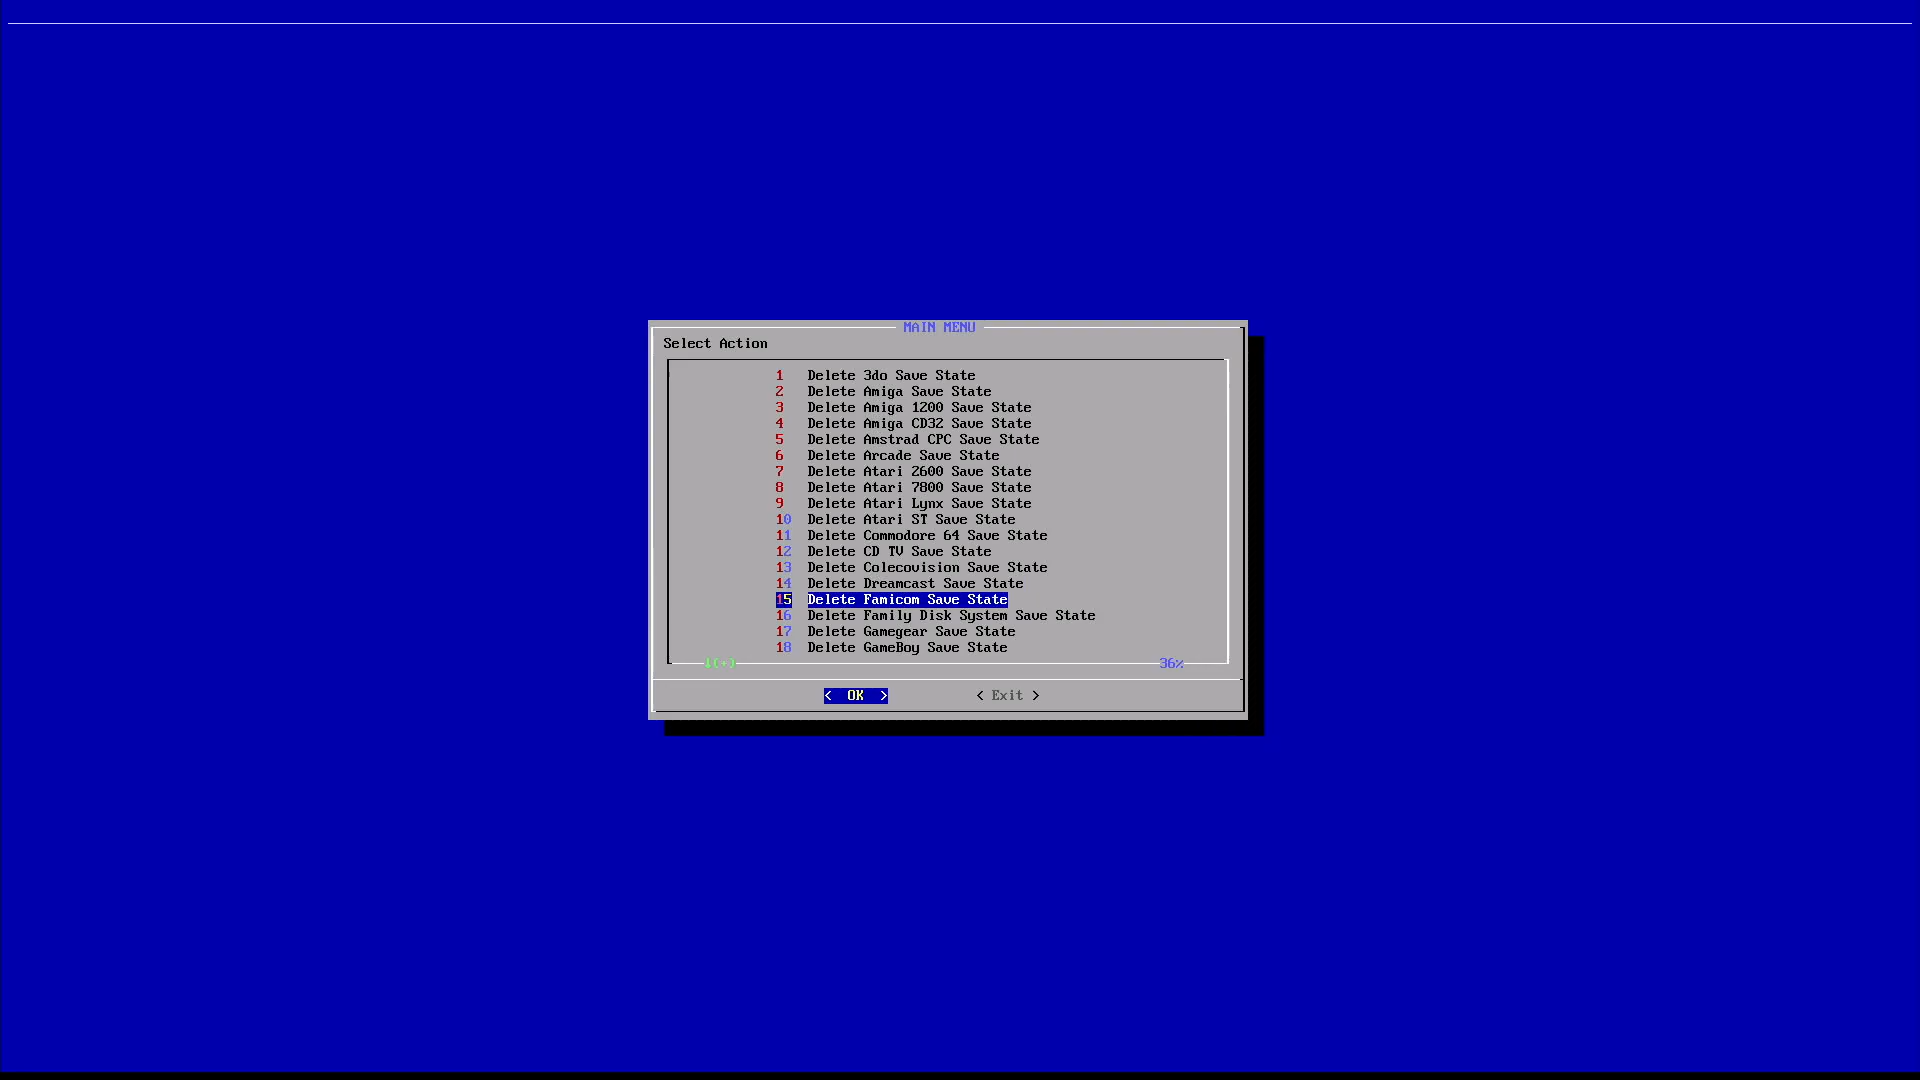 MAIN MENU
Select Action
1 Delete 3do Save State
2 Delete Amiga Save State
3 Delete Amiga 1200 Save State
4 Delete Amiga CD32 Save State
5 Delete Amstrad CPC Save State
6 Delete Arcade Save State
7 Delete Atari 2600 Save State
8 Delete Atari 7800 Save State
9 Delete Atari Lynx Save State
10 Delete Atari ST Save State
11 Delete Commodore 64 Save State
12 Delete CD TV Save State
13 Delete Colecovision Save State
14 Delete Dreamcast Save State
15 Delete Famicom Save State
16 Delete Family Disk System Save State
17 Delete Gamegear Save State
18 Delete GameBoy Save State
↓(+) 36%
< OK > < Exit >